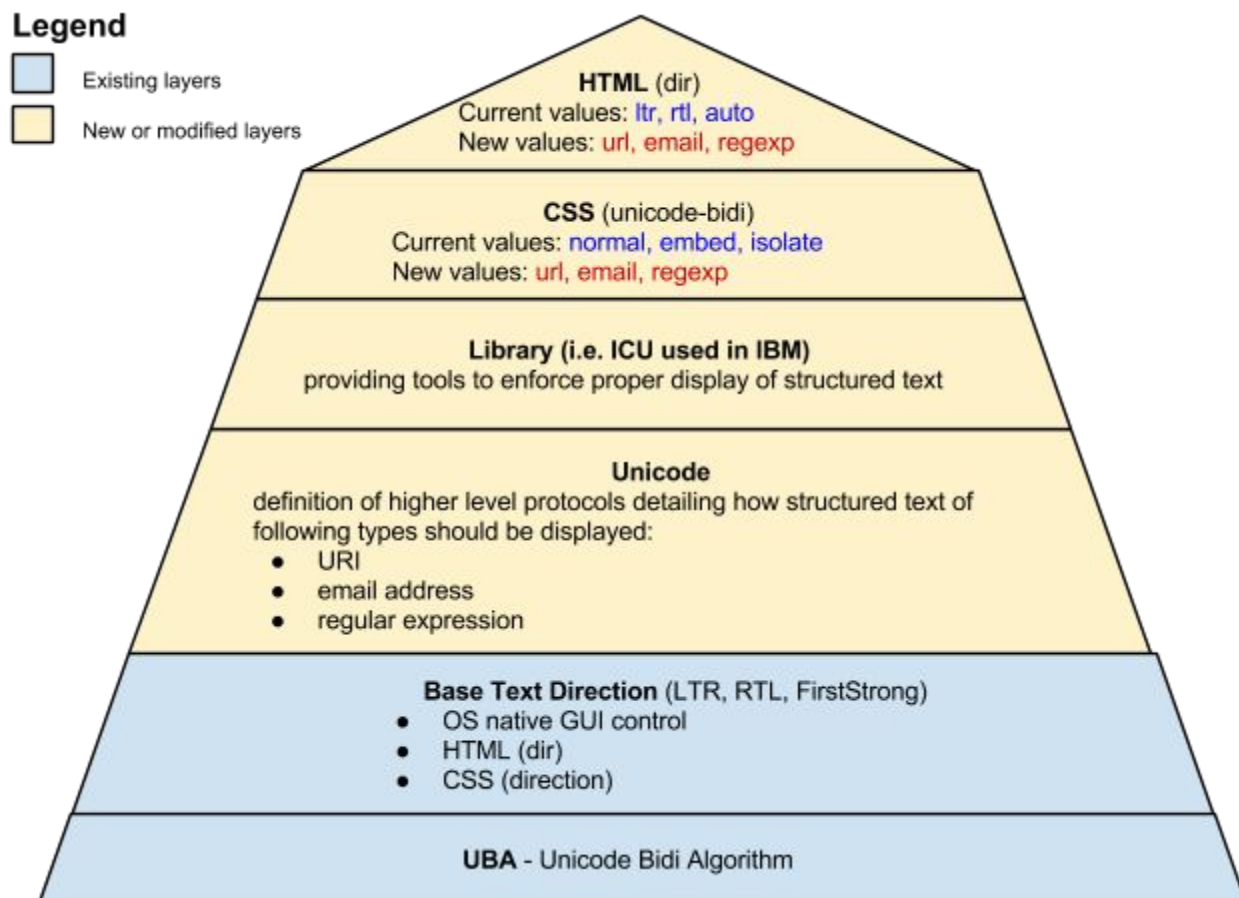 Legend
Existing layers
New or modified layers
HTML (dir)
Current values: ltr, rtl, auto
New values: url, email, regexp
CSS (unicode-bidi)
Current values: normal, embed, isolate
New values: url, email, regexp
Library (i.e. ICU used in IBM)
providing tools to enforce proper display of structured text
Unicode
definition of higher level protocols detailing how structured text of
following types should be displayed:
● URI
● email address
● regular expression
Base Text Direction (LTR, RTL, FirstStrong)
● OS native GUI control
● HTML (dir)
● CSS (direction)
UBA - Unicode Bidi Algorithm